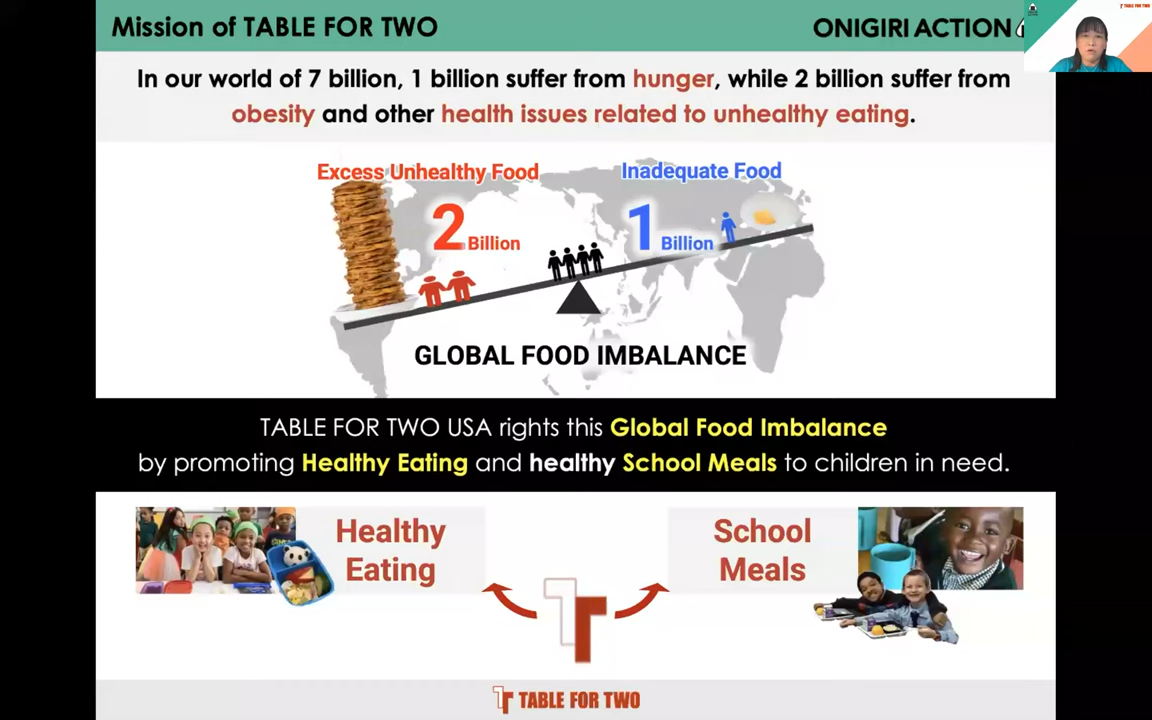 Mission of TABLE FOR TWO
ONIGIRI ACTION
TABLE FOR TWO
In our world of 7 billion, 1 billion suffer from hunger, while 2 billion suffer from
obesity and other health issues related to unhealthy eating.
Excess Unhealthy Food
Inadequate Food
2 Billion
1 Billion
GLOBAL FOOD IMBALANCE
TABLE FOR TWO USA rights this Global Food Imbalance
by promoting Healthy Eating and healthy School Meals to children in need.
Healthy
Eating
School
Meals
TABLE FOR TWO